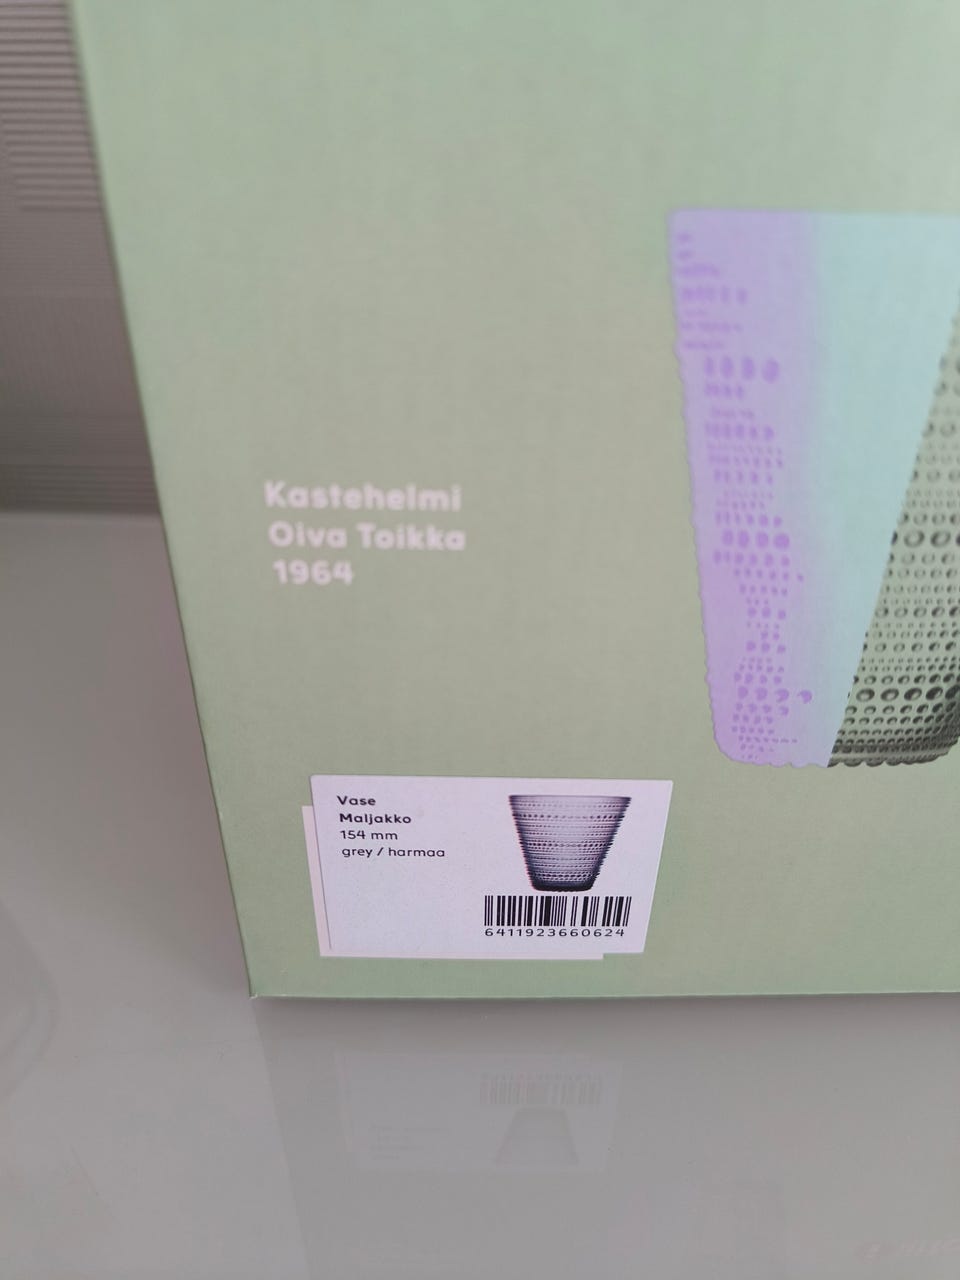 Kastehelmi
Oiva Toikka
1964
Vase
Maljakko
154 mm
grey / harmaa
6411923660624